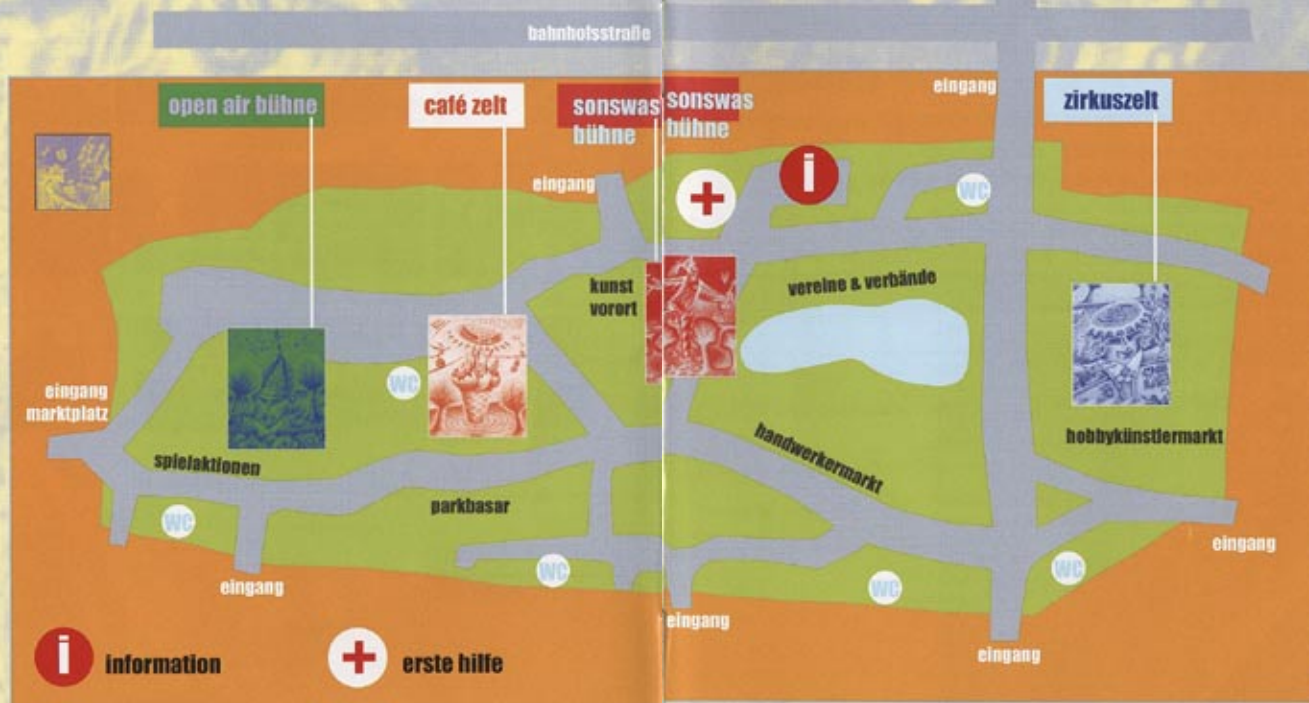 bahnhofsstraße
open air bühne
café zelt
sonswas
bühne
sonswas
bühne
eingang
zirkuszelt
eingang
i
wc
kunst
vorort
vereine & verbände
eingang
marktplatz
wc
spielaktionen
parkbasar
handwerkermarkt
hobbykünstlermarkt
wc
wc
wc
wc
eingang
eingang
eingang
eingang
i information
erste hilfe